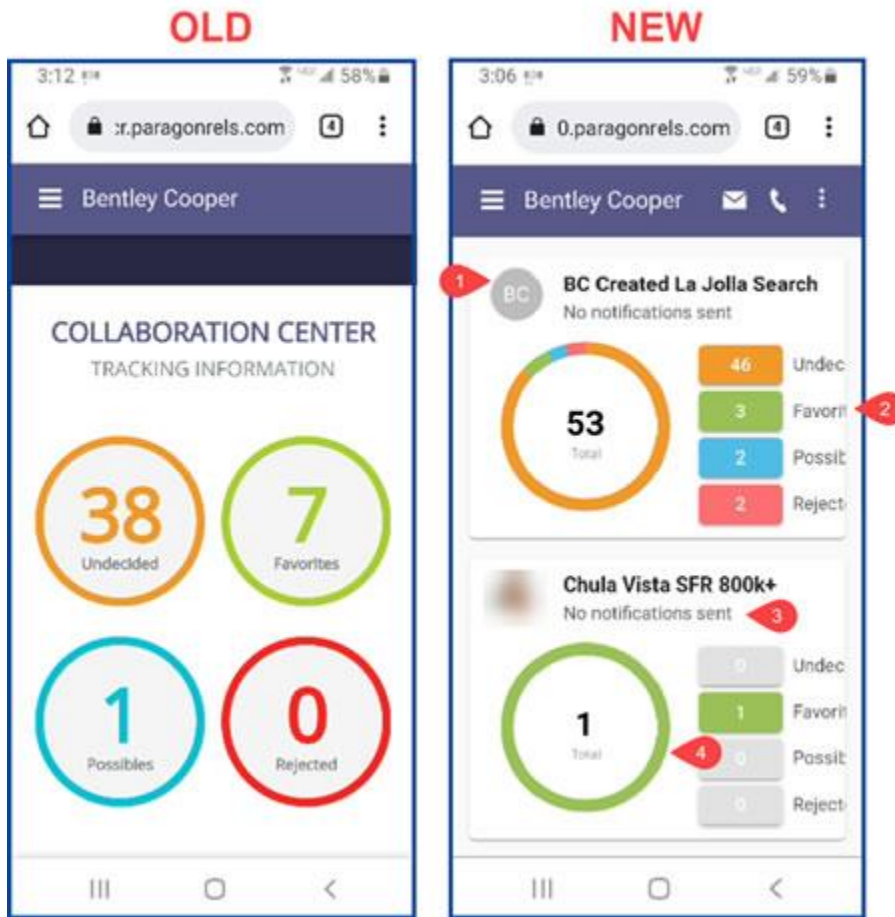 OLD
3:12 58%
:r.paragonrels.com 4
Bentley Cooper
COLLABORATION CENTER
TRACKING INFORMATION
38
Undecided
7
Favorites
1
Possibles
0
Rejected
NEW
3:06 59%
0.paragonrels.com 4
Bentley Cooper
1
BC
BC Created La Jolla Search
No notifications sent
53
Total
46 Undec
3 Favorit
2
2 Possib
2 Reject
Chula Vista SFR 800k+
No notifications sent
3
1
Total
4
0 Undec
1 Favorit
0 Possib
0 Reject